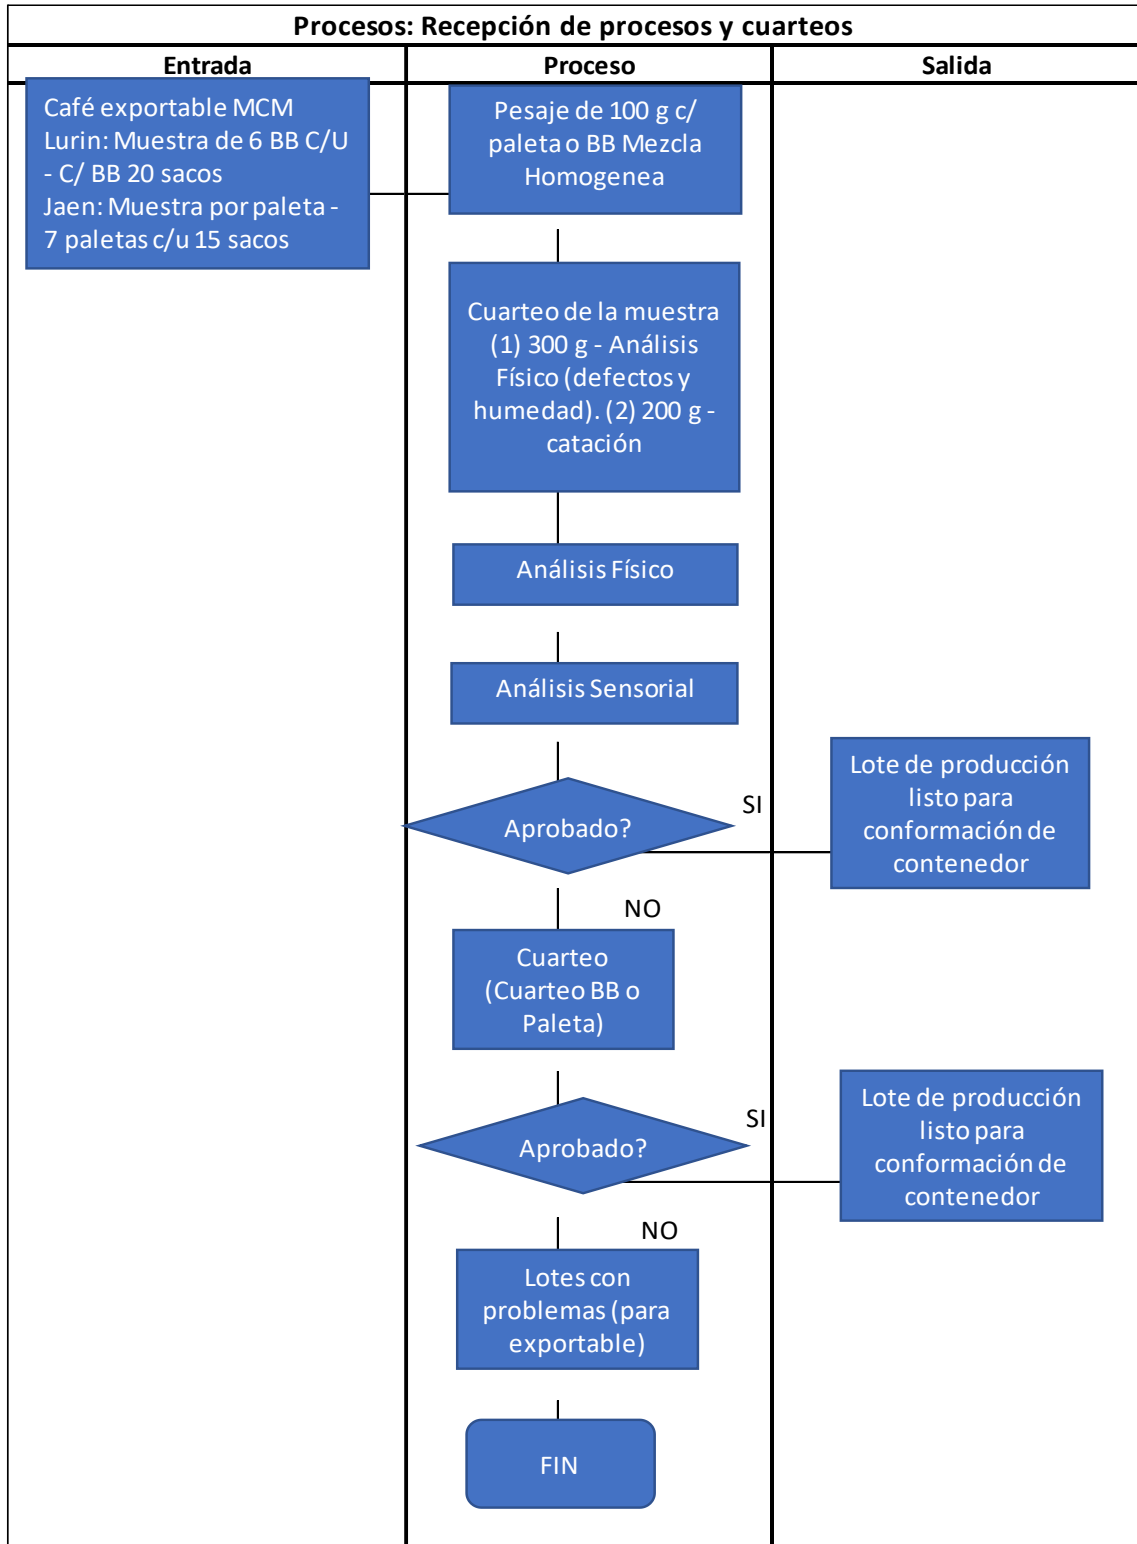 Procesos: Recepción de procesos y cuarteos
Entrada
Proceso
Salida
Café exportable MCM
Lurin: Muestra de 6 BB C/U
- C/ BB 20 sacos
Jaen: Muestra por paleta -
7 paletas c/u 15 sacos
Pesaje de 100 g c/
paleta o BB Mezcla
Homogenea
Cuarteo de la muestra
(1) 300 g - Análisis
Físico (defectos y
humedad). (2) 200 g -
catación
Análisis Físico
Análisis Sensorial
Aprobado?
SI
Lote de producción
listo para
conformación de
contenedor
NO
Cuarteo
(Cuarteo BB o
Paleta)
Aprobado?
SI
Lote de producción
listo para
conformación de
contenedor
NO
Lotes con
problemas (para
exportable)
FIN